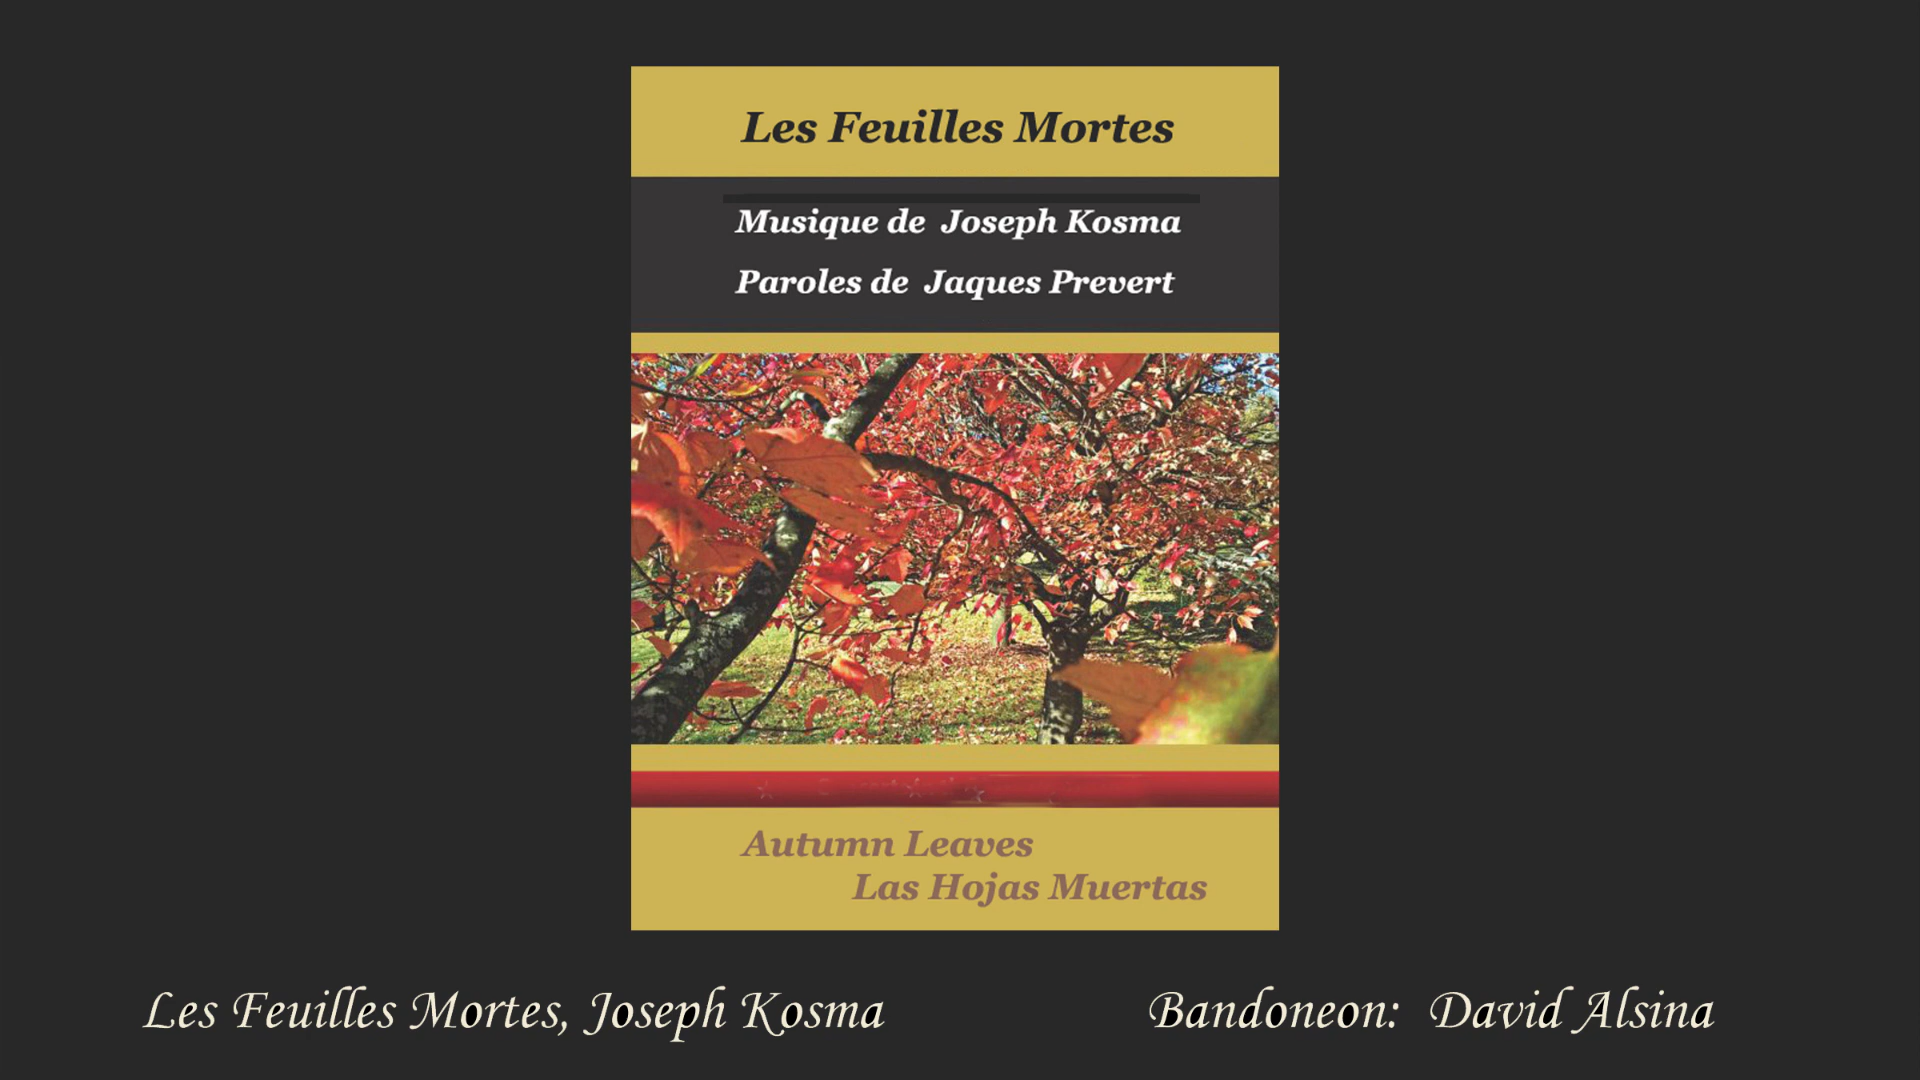 Les Feuilles Mortes
Musique de Joseph Kosma
Paroles de Jaques Prevert
Autumn Leaves
Las Hojas Muertas
Les Feuilles Mortes, Joseph Kosma
Bandoneon: David Alsina